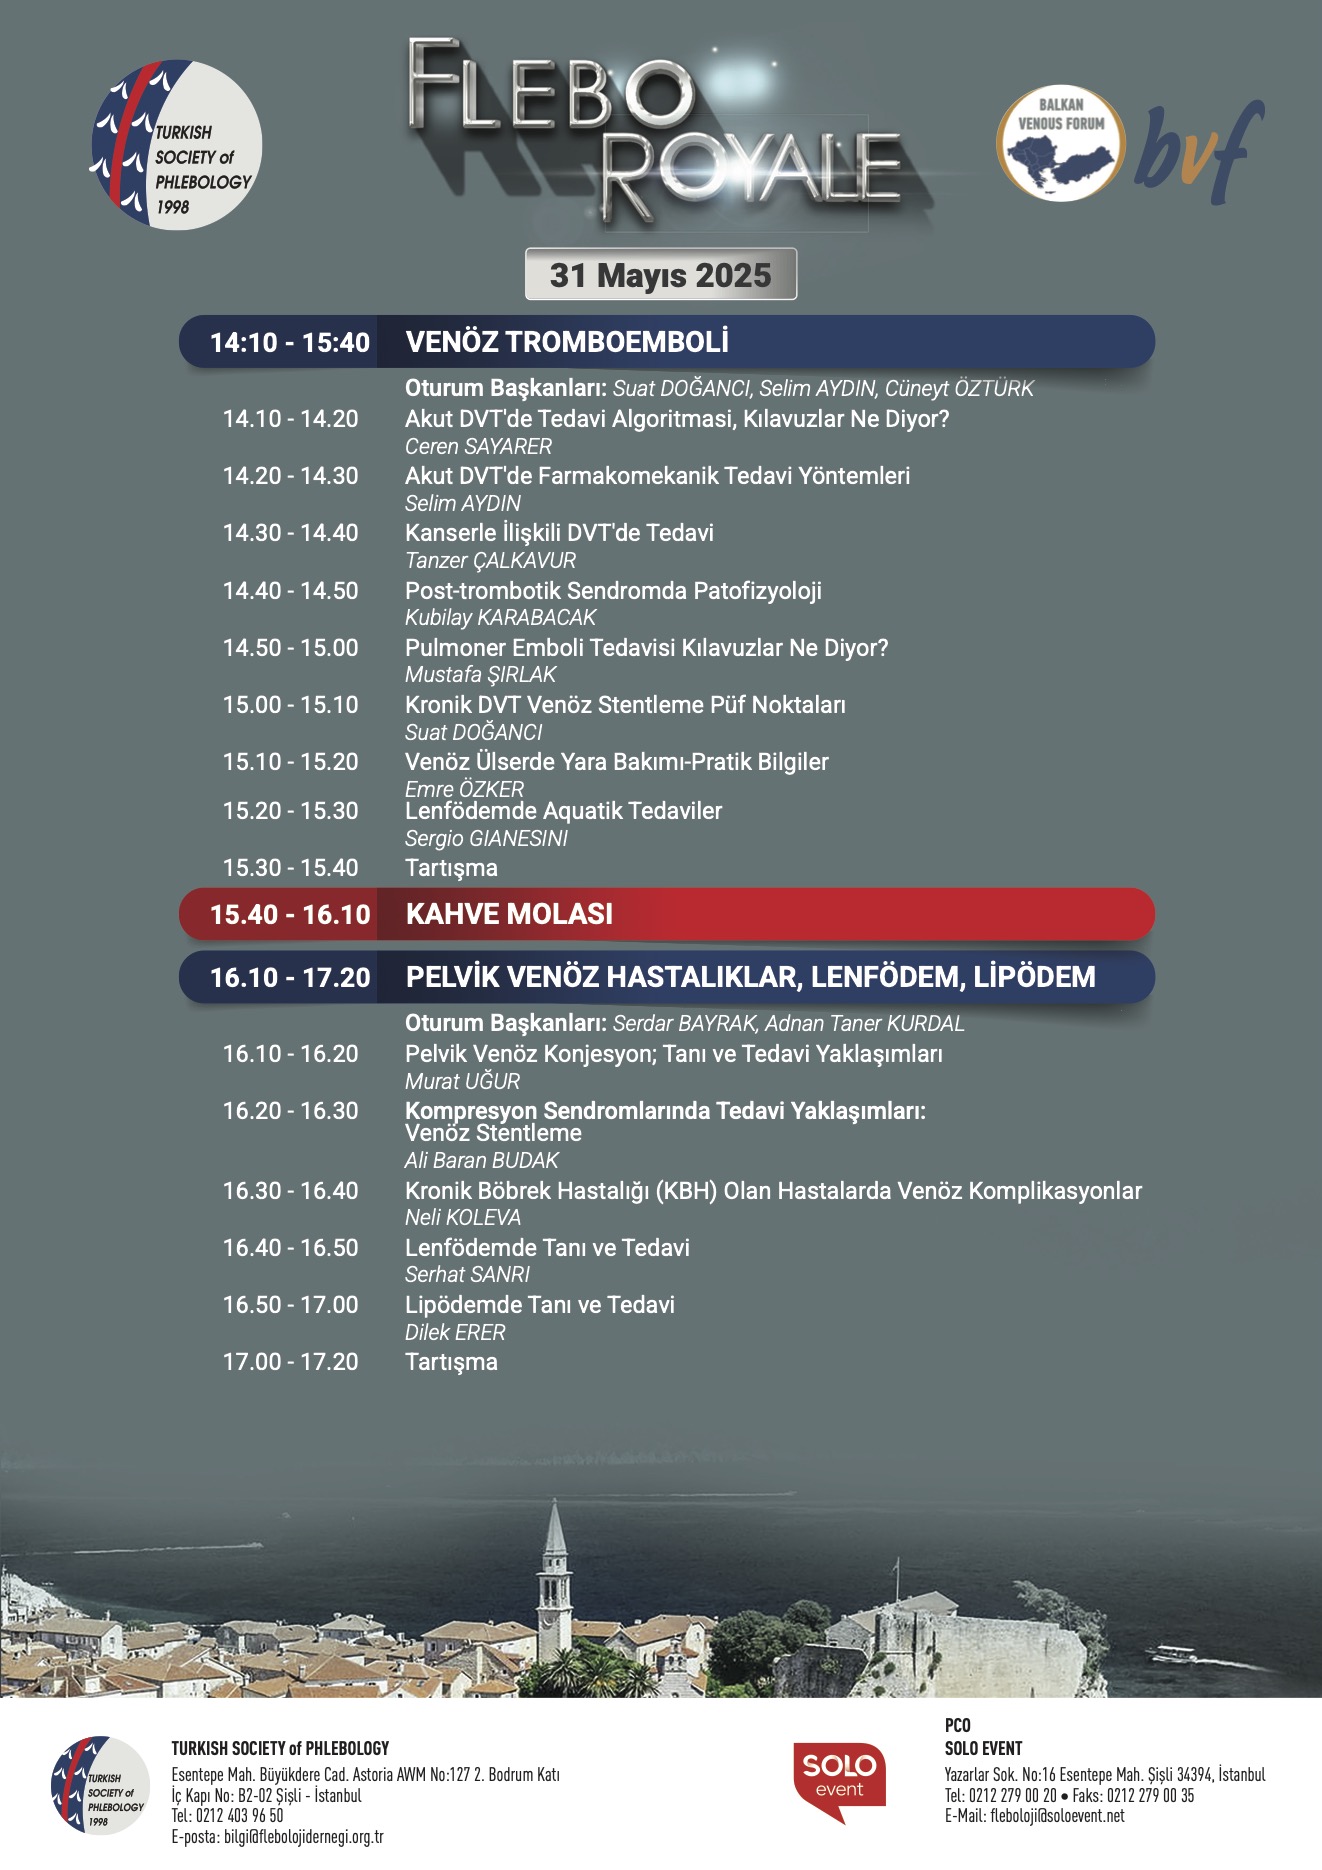 TURKISH
SOCIETY of
PHLEBOLOGY
1998
FLEBO
ROYALE
BALKAN
VENOUS FORUM
bvf
31 Mayıs 2025
14:10 - 15:40 VENÖZ TROMBOEMBOLİ
Oturum Başkanları: Suat DOĞANCI, Selim AYDIN, Cüneyt ÖZTÜRK
14.10 - 14.20 Akut DVT'de Tedavi Algoritmasi, Kılavuzlar Ne Diyor?
Ceren SAYARER
14.20 - 14.30 Akut DVT'de Farmakomekanik Tedavi Yöntemleri
Selim AYDIN
14.30 - 14.40 Kanserle İlişkili DVT'de Tedavi
Tanzer ÇALKAVUR
14.40 - 14.50 Post-trombotik Sendromda Patofizyoloji
Kubilay KARABACAK
14.50 - 15.00 Pulmoner Emboli Tedavisi Kılavuzlar Ne Diyor?
Mustafa ŞIRLAK
15.00 - 15.10 Kronik DVT Venöz Stentleme Püf Noktaları
Suat DOĞANCI
15.10 - 15.20 Venöz Ülserde Yara Bakımı-Pratik Bilgiler
Emre ÖZKER
15.20 - 15.30 Lenfödemde Aquatik Tedaviler
Sergio GIANESINI
15.30 - 15.40 Tartışma
15.40 - 16.10 KAHVE MOLASI
16.10 - 17.20 PELVİK VENÖZ HASTALIKLAR, LENFÖDEM, LİPÖDEM
Oturum Başkanları: Serdar BAYRAK, Adnan Taner KURDAL
16.10 - 16.20 Pelvik Venöz Konjesyon; Tanı ve Tedavi Yaklaşımları
Murat UĞUR
16.20 - 16.30 Kompresyon Sendromlarında Tedavi Yaklaşımları:
Venöz Stentleme
Ali Baran BUDAK
16.30 - 16.40 Kronik Böbrek Hastalığı (KBH) Olan Hastalarda Venöz Komplikasyonlar
Neli KOLEVA
16.40 - 16.50 Lenfödemde Tanı ve Tedavi
Serhat SANRI
16.50 - 17.00 Lipödemde Tanı ve Tedavi
Dilek ERER
17.00 - 17.20 Tartışma
TURKISH
SOCIETY of
PHLEBOLOGY
1998
TURKISH SOCIETY of PHLEBOLOGY
Esentepe Mah. Büyükdere Cad. Astoria AWM No:127 2. Bodrum Katı
İç Kapı No: B2-02 Şişli - İstanbul
Tel: 0212 403 96 50
E-posta: bilgi@flebolojidernegi.org.tr
SOLO
event
PCO
SOLO EVENT
Yazarlar Sok. No:16 Esentepe Mah. Şişli 34394, İstanbul
Tel: 0212 279 00 20 • Faks: 0212 279 00 35
E-Mail: fleboloji@soloevent.net